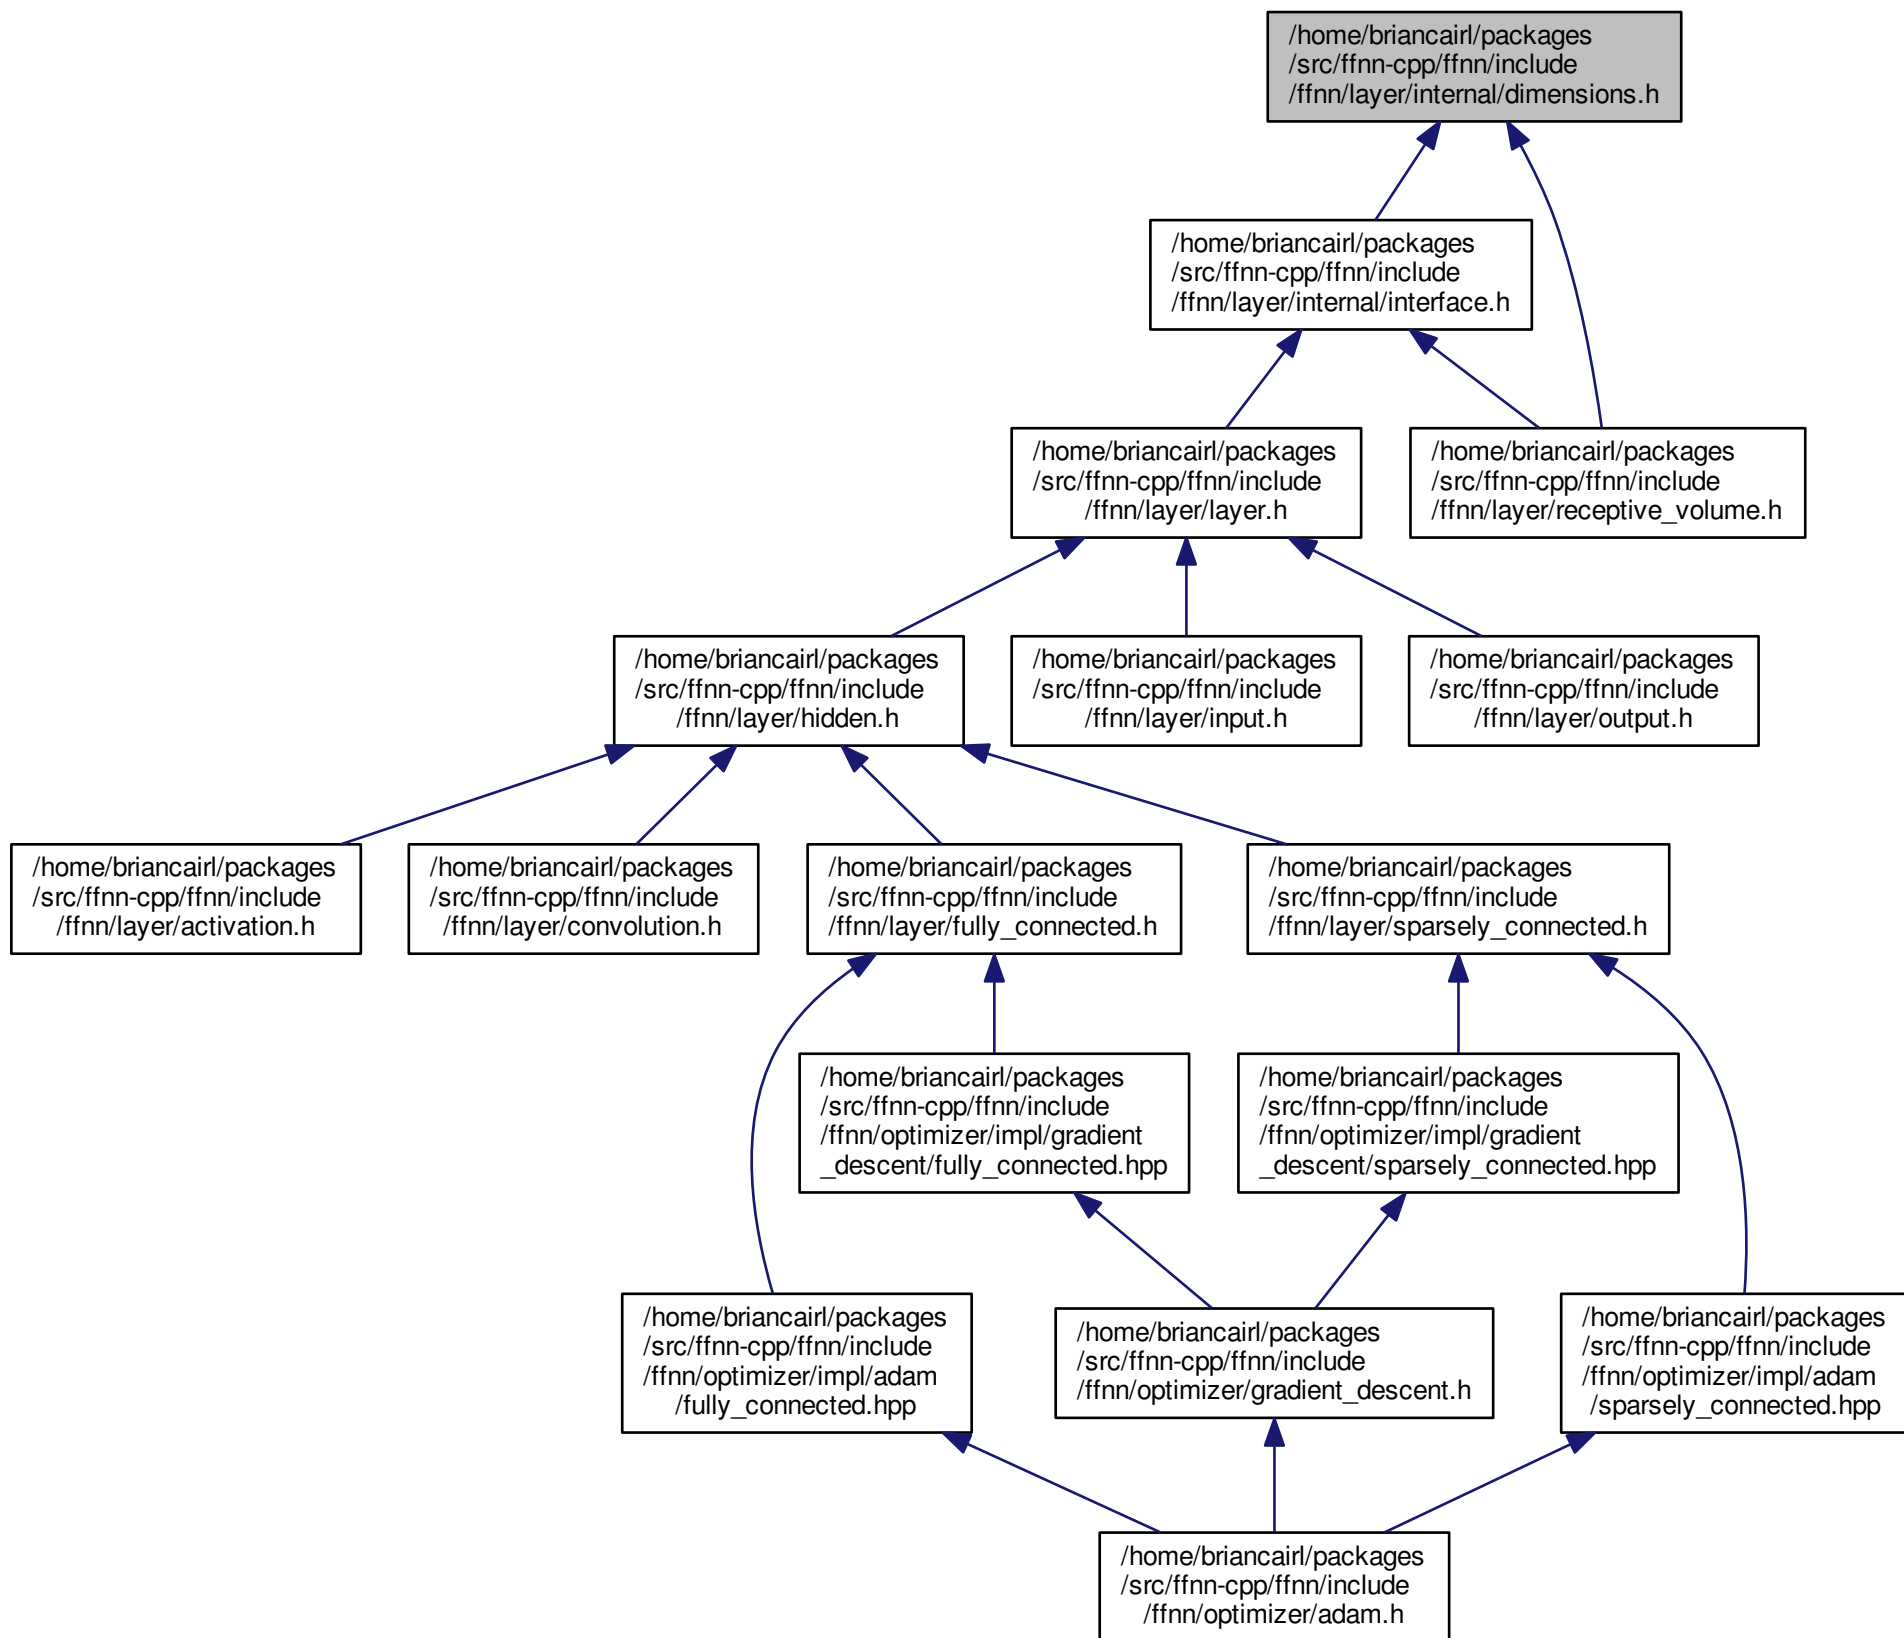 /home/briancairl/packages
/src/ffnn-cpp/ffnn/include
/ffnn/layer/internal/dimensions.h
/home/briancairl/packages
/src/ffnn-cpp/ffnn/include
/ffnn/layer/internal/interface.h
/home/briancairl/packages
/src/ffnn-cpp/ffnn/include
/ffnn/layer/layer.h
/home/briancairl/packages
/src/ffnn-cpp/ffnn/include
/ffnn/layer/receptive_volume.h
/home/briancairl/packages
/src/ffnn-cpp/ffnn/include
/ffnn/layer/hidden.h
/home/briancairl/packages
/src/ffnn-cpp/ffnn/include
/ffnn/layer/input.h
/home/briancairl/packages
/src/ffnn-cpp/ffnn/include
/ffnn/layer/output.h
/home/briancairl/packages
/src/ffnn-cpp/ffnn/include
/ffnn/layer/activation.h
/home/briancairl/packages
/src/ffnn-cpp/ffnn/include
/ffnn/layer/convolution.h
/home/briancairl/packages
/src/ffnn-cpp/ffnn/include
/ffnn/layer/fully_connected.h
/home/briancairl/packages
/src/ffnn-cpp/ffnn/include
/ffnn/layer/sparsely_connected.h
/home/briancairl/packages
/src/ffnn-cpp/ffnn/include
/ffnn/optimizer/impl/gradient
_descent/fully_connected.hpp
/home/briancairl/packages
/src/ffnn-cpp/ffnn/include
/ffnn/optimizer/impl/gradient
_descent/sparsely_connected.hpp
/home/briancairl/packages
/src/ffnn-cpp/ffnn/include
/ffnn/optimizer/impl/adam
/fully_connected.hpp
/home/briancairl/packages
/src/ffnn-cpp/ffnn/include
/ffnn/optimizer/gradient_descent.h
/home/briancairl/packages
/src/ffnn-cpp/ffnn/include
/ffnn/optimizer/impl/adam
/sparsely_connected.hpp
/home/briancairl/packages
/src/ffnn-cpp/ffnn/include
/ffnn/optimizer/adam.h